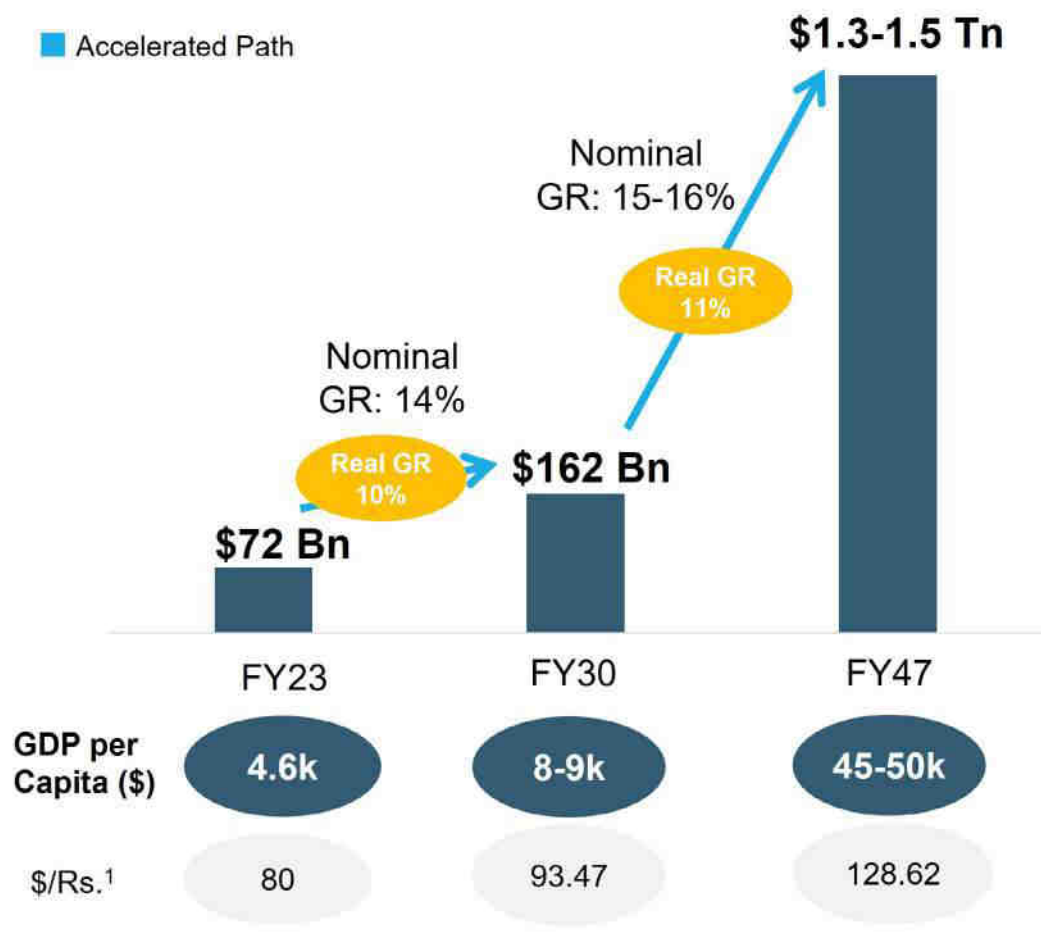 Accelerated Path
$1.3-1.5 Tn
Nominal
GR: 15-16%
Real GR
11%
Nominal
GR: 14%
Real GR
10%
$162 Bn
$72 Bn
FY23
FY30
FY47
GDP per
Capita ($)
4.6k
8-9k
45-50k
$/Rs.¹
80
93.47
128.62